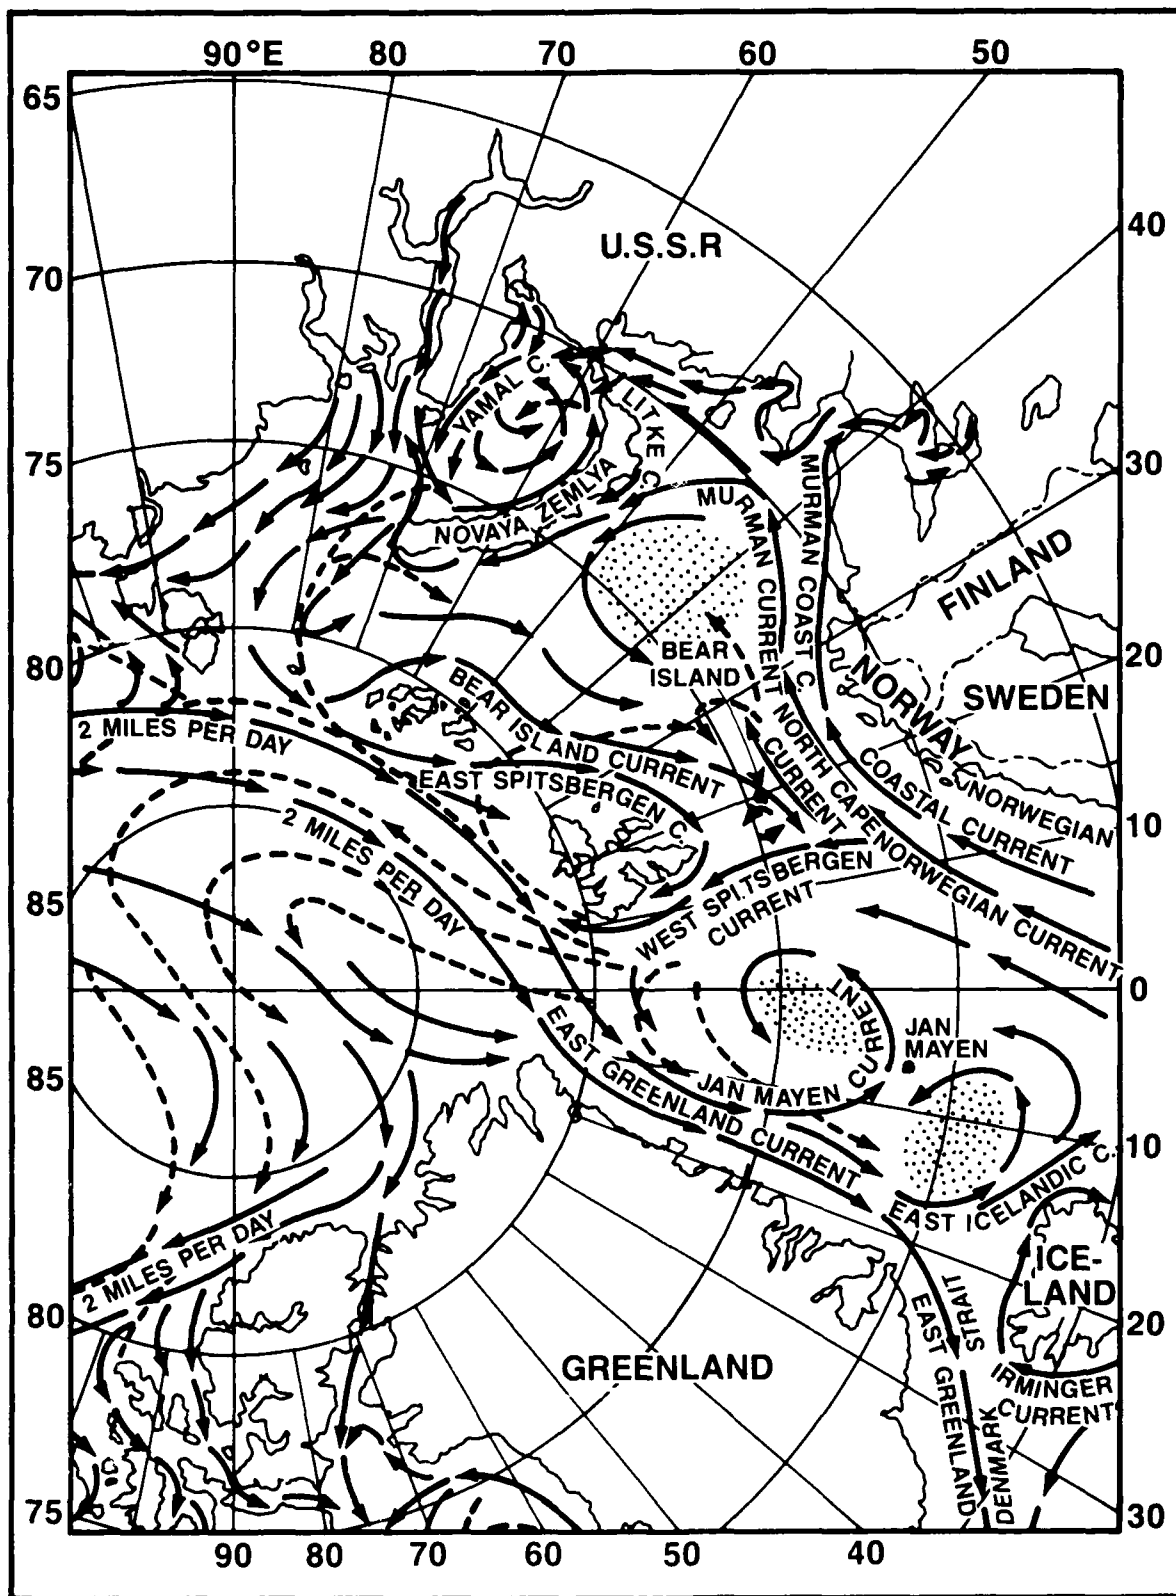 90°E 80 70 60 50
65
40
U.S.S.R
70
YAMAL C.
LITKE C.
75
30
NOVAYA ZEMLYA
MURMAN CURRENT
MURMAN COAST C.
FINLAND
80
BEAR
ISLAND
20
NORWAY
SWEDEN
BEAR ISLAND CURRENT
2 MILES PER DAY
EAST SPITSBERGEN C.
NORTH CAPE
CURRENT
NORWEGIAN
COASTAL CURRENT
10
2 MILES PER DAY
85
WEST SPITSBERGEN
CURRENT
NORWEGIAN CURRENT
0
EAST GREENLAND CURRENT
JAN MAYEN CURRENT
JAN
MAYEN
85
10
EAST ICELANDIC C.
2 MILES PER DAY
ICE-
LAND
80
20
DENMARK STRAIT
EAST GREENLAND
GREENLAND
IRMINGER
CURRENT
75
30
90 80 70 60 50 40